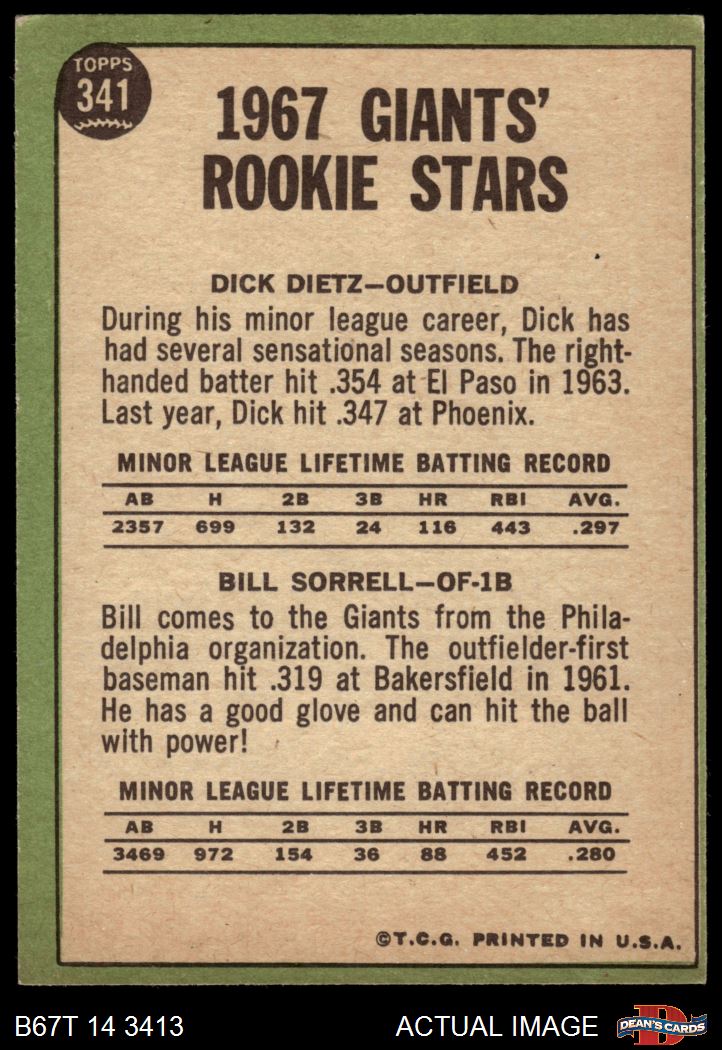 TOPPS
341
1967 GIANTS'
ROOKIE STARS
DICK DIETZ—OUTFIELD
During his minor league career, Dick has
had several sensational seasons. The right-
handed batter hit .354 at El Paso in 1963.
Last year, Dick hit .347 at Phoenix.
MINOR LEAGUE LIFETIME BATTING RECORD
AB H 2B 3B HR RBI AVG.
2357 699 132 24 116 443 .297
BILL SORRELL—OF-1B
Bill comes to the Giants from the Phila-
delphia organization. The outfielder-first
baseman hit .319 at Bakersfield in 1961.
He has a good glove and can hit the ball
with power!
MINOR LEAGUE LIFETIME BATTING RECORD
AB H 2B 3B HR RBI AVG.
3469 972 154 36 88 452 .280
©T.C.G. PRINTED IN U.S.A.
B67T 14 3413
ACTUAL IMAGE
D
DEAN'S CARDS